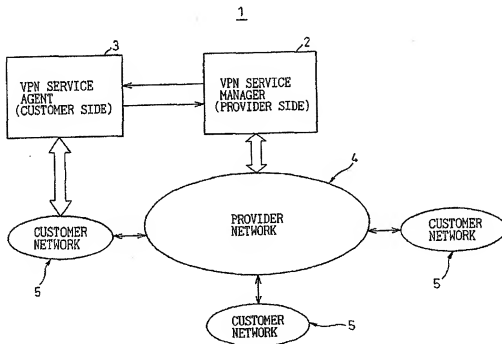 1
3
VPN SERVICE
AGENT
(CUSTOMER SIDE)
2
VPN SERVICE
MANAGER
(PROVIDER SIDE)
4
PROVIDER
NETWORK
CUSTOMER
NETWORK
5
CUSTOMER
NETWORK
5
CUSTOMER
NETWORK
5